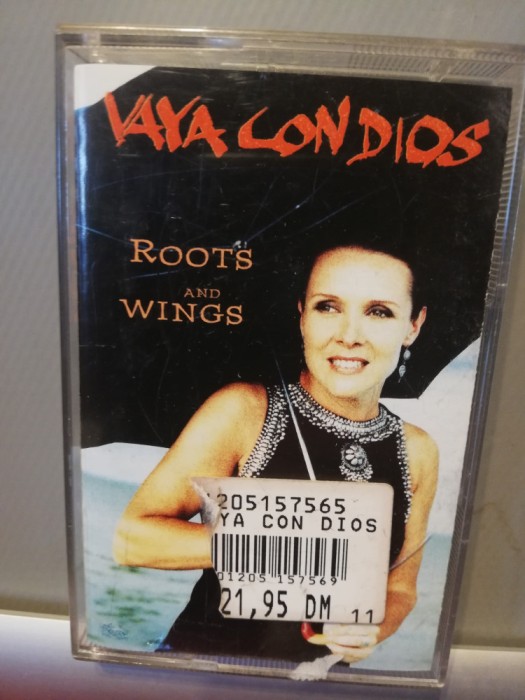 VAYA CON DIOS
ROOTS
AND
WINGS
205157565
YA CON DIOS
01205 157569
21,95 DM 11